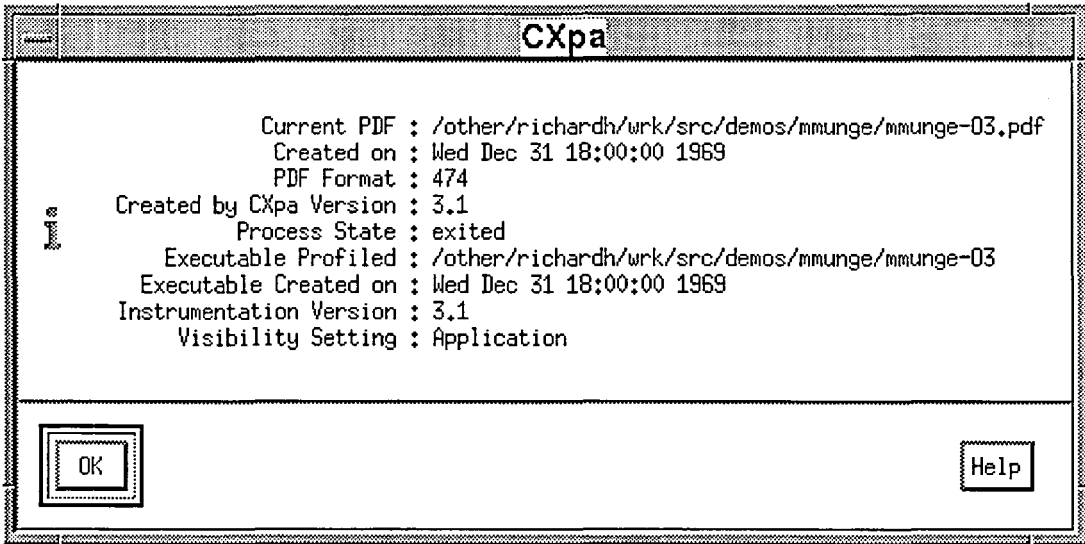 CXpa
Current PDF : /other/richardh/wrk/src/demos/mmunge/mmunge-03.pdf
Created on : Wed Dec 31 18:00:00 1969
PDF Format : 474
Created by CXpa Version : 3.1
Process State : exited
Executable Profiled : /other/richardh/wrk/src/demos/mmunge/mmunge-03
Executable Created on : Wed Dec 31 18:00:00 1969
Instrumentation Version : 3.1
Visibility Setting : Application
OK Help